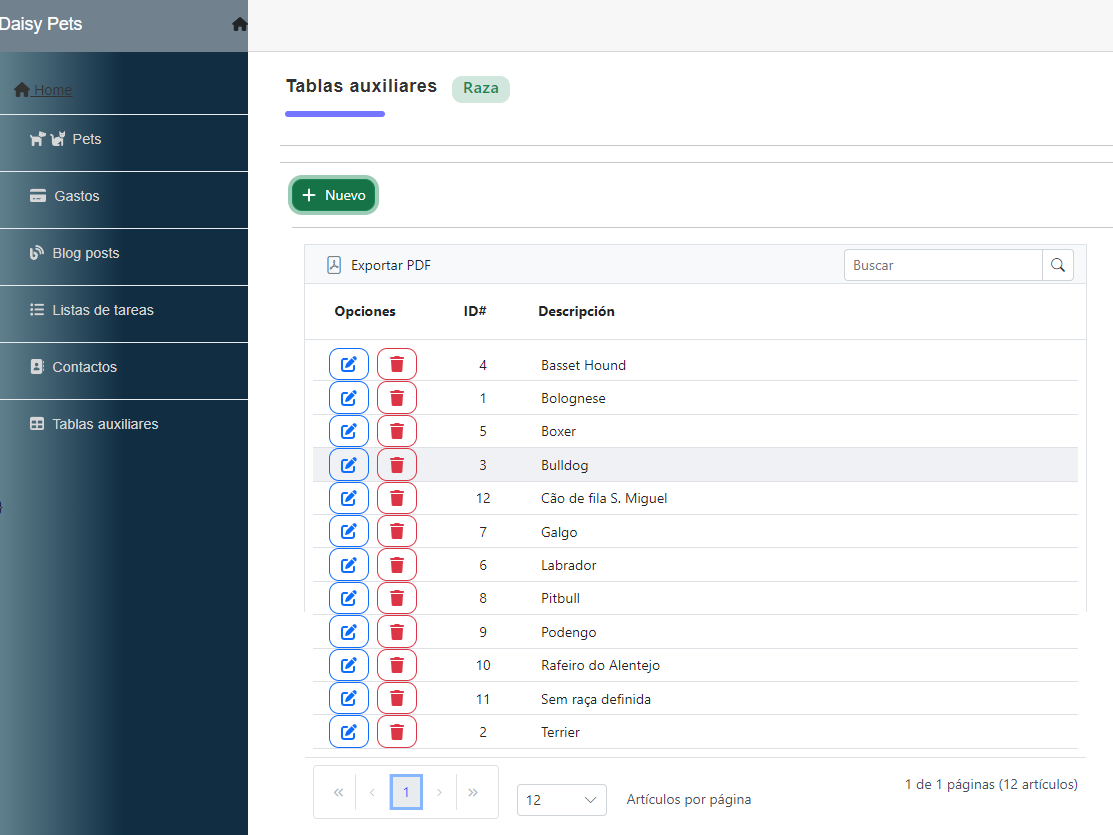 Daisy Pets
Home
Pets
Gastos
Blog posts
Listas de tareas
Contactos
Tablas auxiliares
}
Tablas auxiliares Raza
+ Nuevo
Exportar PDF Buscar
Opciones ID# Descripción
4 Basset Hound
1 Bolognese
5 Boxer
3 Bulldog
12 Cão de fila S. Miguel
7 Galgo
6 Labrador
8 Pitbull
9 Podengo
10 Rafeiro do Alentejo
11 Sem raça definida
2 Terrier
« ‹ 1 › » 12 Artículos por página 1 de 1 páginas (12 artículos)